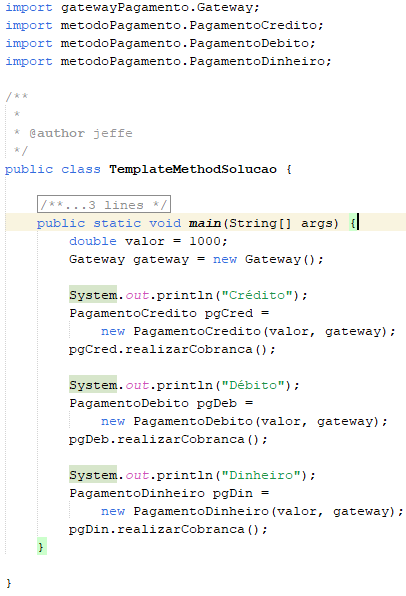 import gatewayPagamento.Gateway;
import metodoPagamento.PagamentoCredito;
import metodoPagamento.PagamentoDebito;
import metodoPagamento.PagamentoDinheiro;
/**
 *
 * @author jeffe
 */
public class TemplateMethodSolucao {
    /**...3 lines */
    public static void main(String[] args) {
        double valor = 1000;
        Gateway gateway = new Gateway();
        System.out.println("Crédito");
        PagamentoCredito pgCred =
            new PagamentoCredito(valor, gateway);
        pgCred.realizarCobranca();
        System.out.println("Débito");
        PagamentoDebito pgDeb =
            new PagamentoDebito(valor, gateway);
        pgDeb.realizarCobranca();
        System.out.println("Dinheiro");
        PagamentoDinheiro pgDin =
            new PagamentoDinheiro(valor, gateway);
        pgDin.realizarCobranca();
    }
}